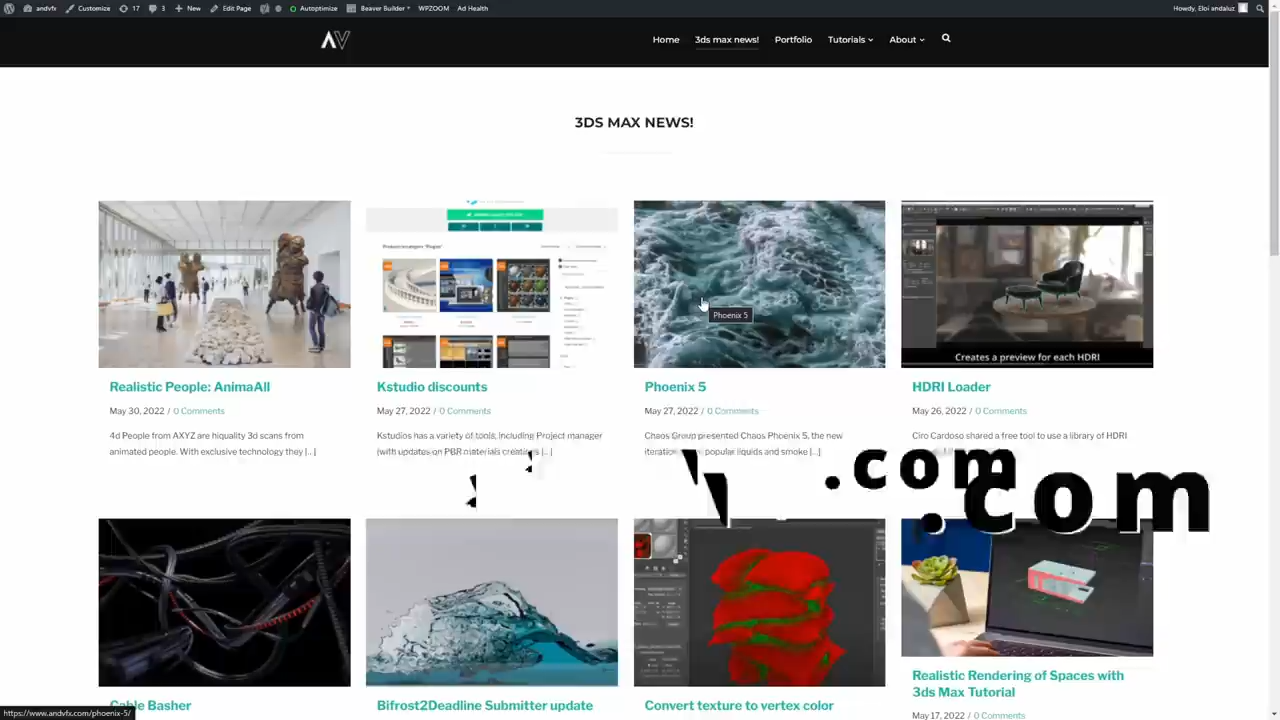 andvfx
Customize
17
3
New
Edit Page
0
Autoptimize
Beaver Builder
WPZOOM
Ad Health
Howdy, Eloi andaluz
AV
Home
3ds max news!
Portfolio
Tutorials
About
3DS MAX NEWS!
Phoenix 5
Creates a preview for each HDRI
Realistic People: AnimaAll
May 30, 2022 / 0 Comments
4d People from AXYZ are hiquality 3d scans from
animated people. With exclusive technology they [...]
Kstudio discounts
May 27, 2022 / 0 Comments
Kstudios has a variety of tools, including Project manager
(with updates on PBR materials creation [...]
Phoenix 5
May 27, 2022 / 0 Comments
Chaos Group presented Chaos Phoenix 5, the new
popular liquids and smoke [...]
HDRI Loader
May 26, 2022 / 0 Comments
Ciro Cardoso shared a free tool to use a library of HDRI
.com
.com
Cable Basher
Bifrost2Deadline Submitter update
Convert texture to vertex color
Realistic Rendering of Spaces with
3ds Max Tutorial
May 17, 2022 / 0 Comments
https://www.andvfx.com/phoenix-5/